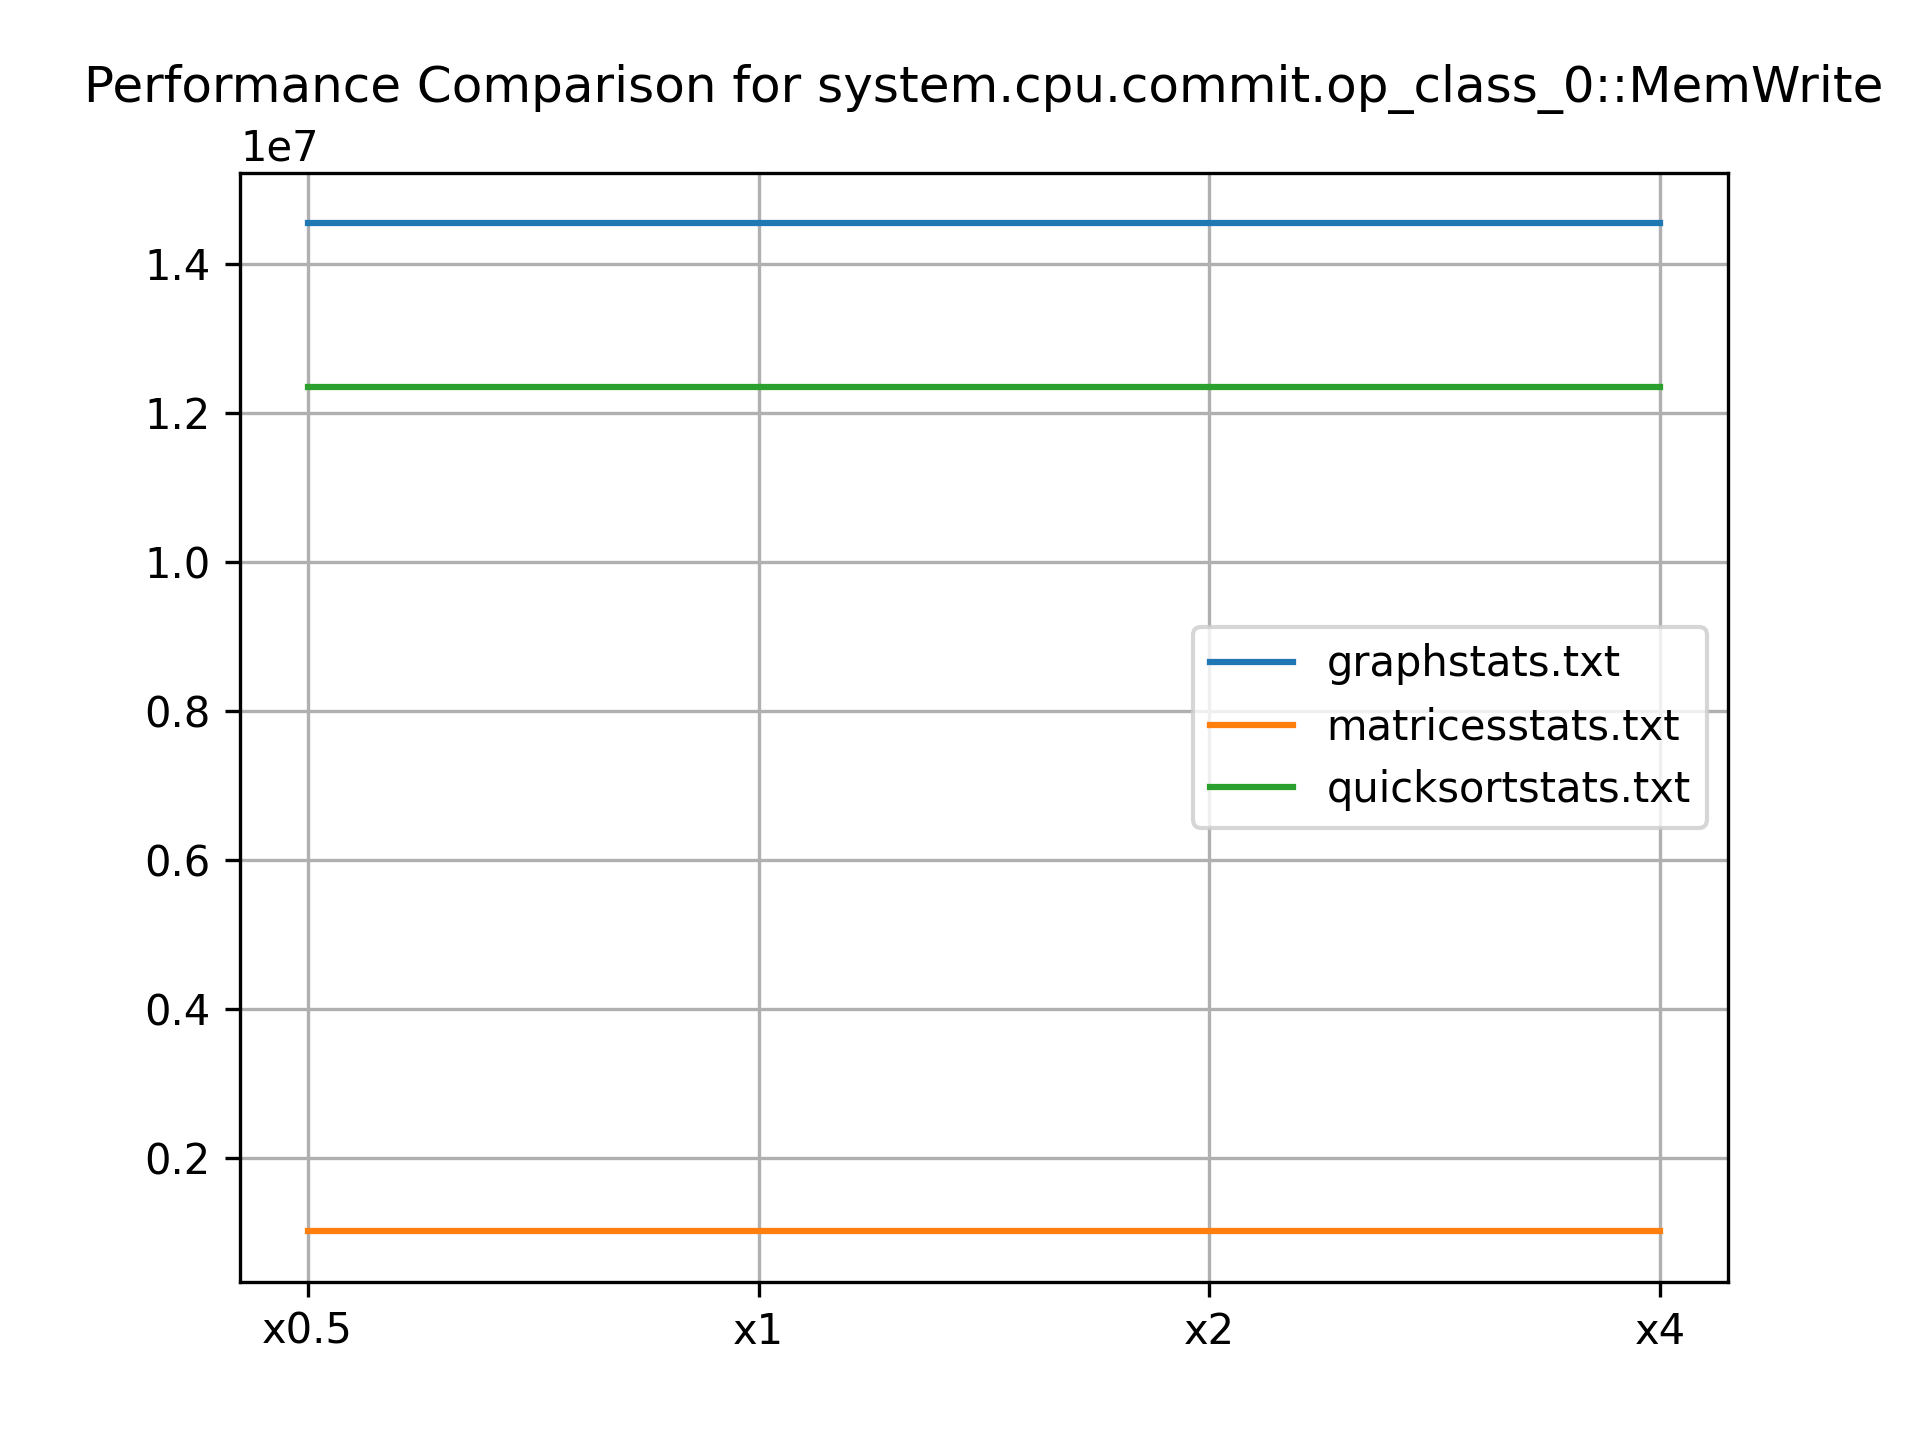 Performance Comparison for system.cpu.commit.op_class_0::MemWrite
1e7
1.4
1.2
1.0
0.8
0.6
0.4
0.2
graphstats.txt
matricesstats.txt
quicksortstats.txt
x0.5
x1
x2
x4